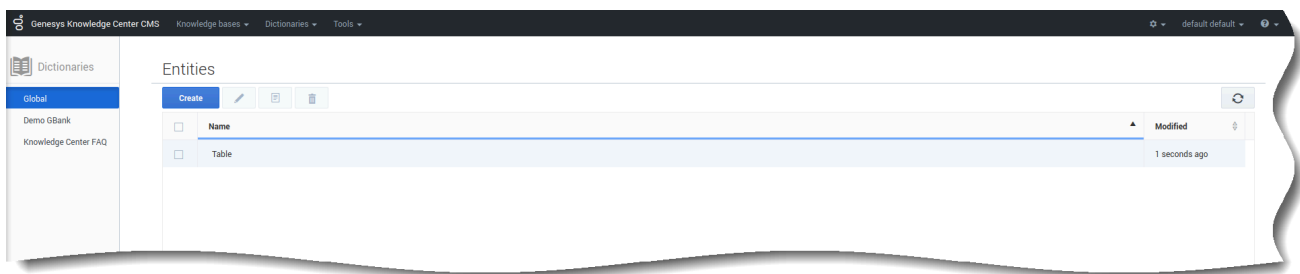 Genesys Knowledge Center CMS Knowledge bases Dictionaries Tools default default
Dictionaries
Entities
Global
Create
Demo GBank
Name Modified
Knowledge Center FAQ
Table 1 seconds ago